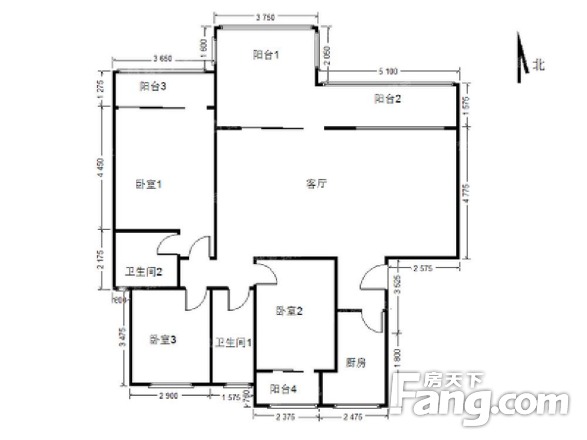 3 750
1 600
阳台1
2 050
北
3 650
5 100
1 275
阳台3
阳台2
1 575
4 450
卧室1
客厅
4 775
2 175
卫生间2
2 575
3 625
600
3 475
卧室3
卫生间1
卧室2
厨房
1 800
阳台4
2 900
1 575
750
2 375
2 475
房天下
Fang.com